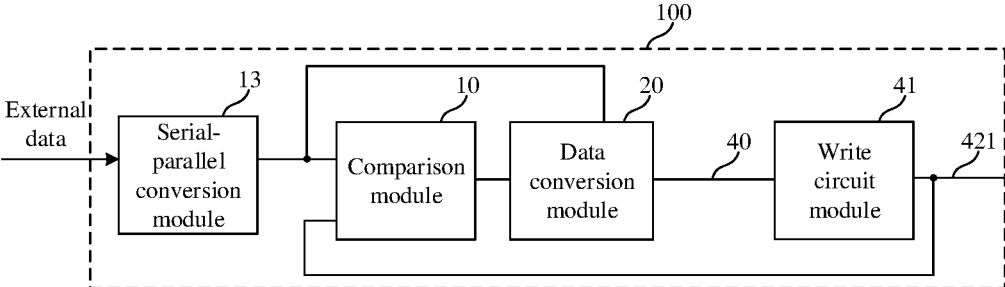 100
13
10
20
41
External
data
Serial-
parallel
conversion
module
Comparison
module
Data
conversion
module
40
Write
circuit
module
421